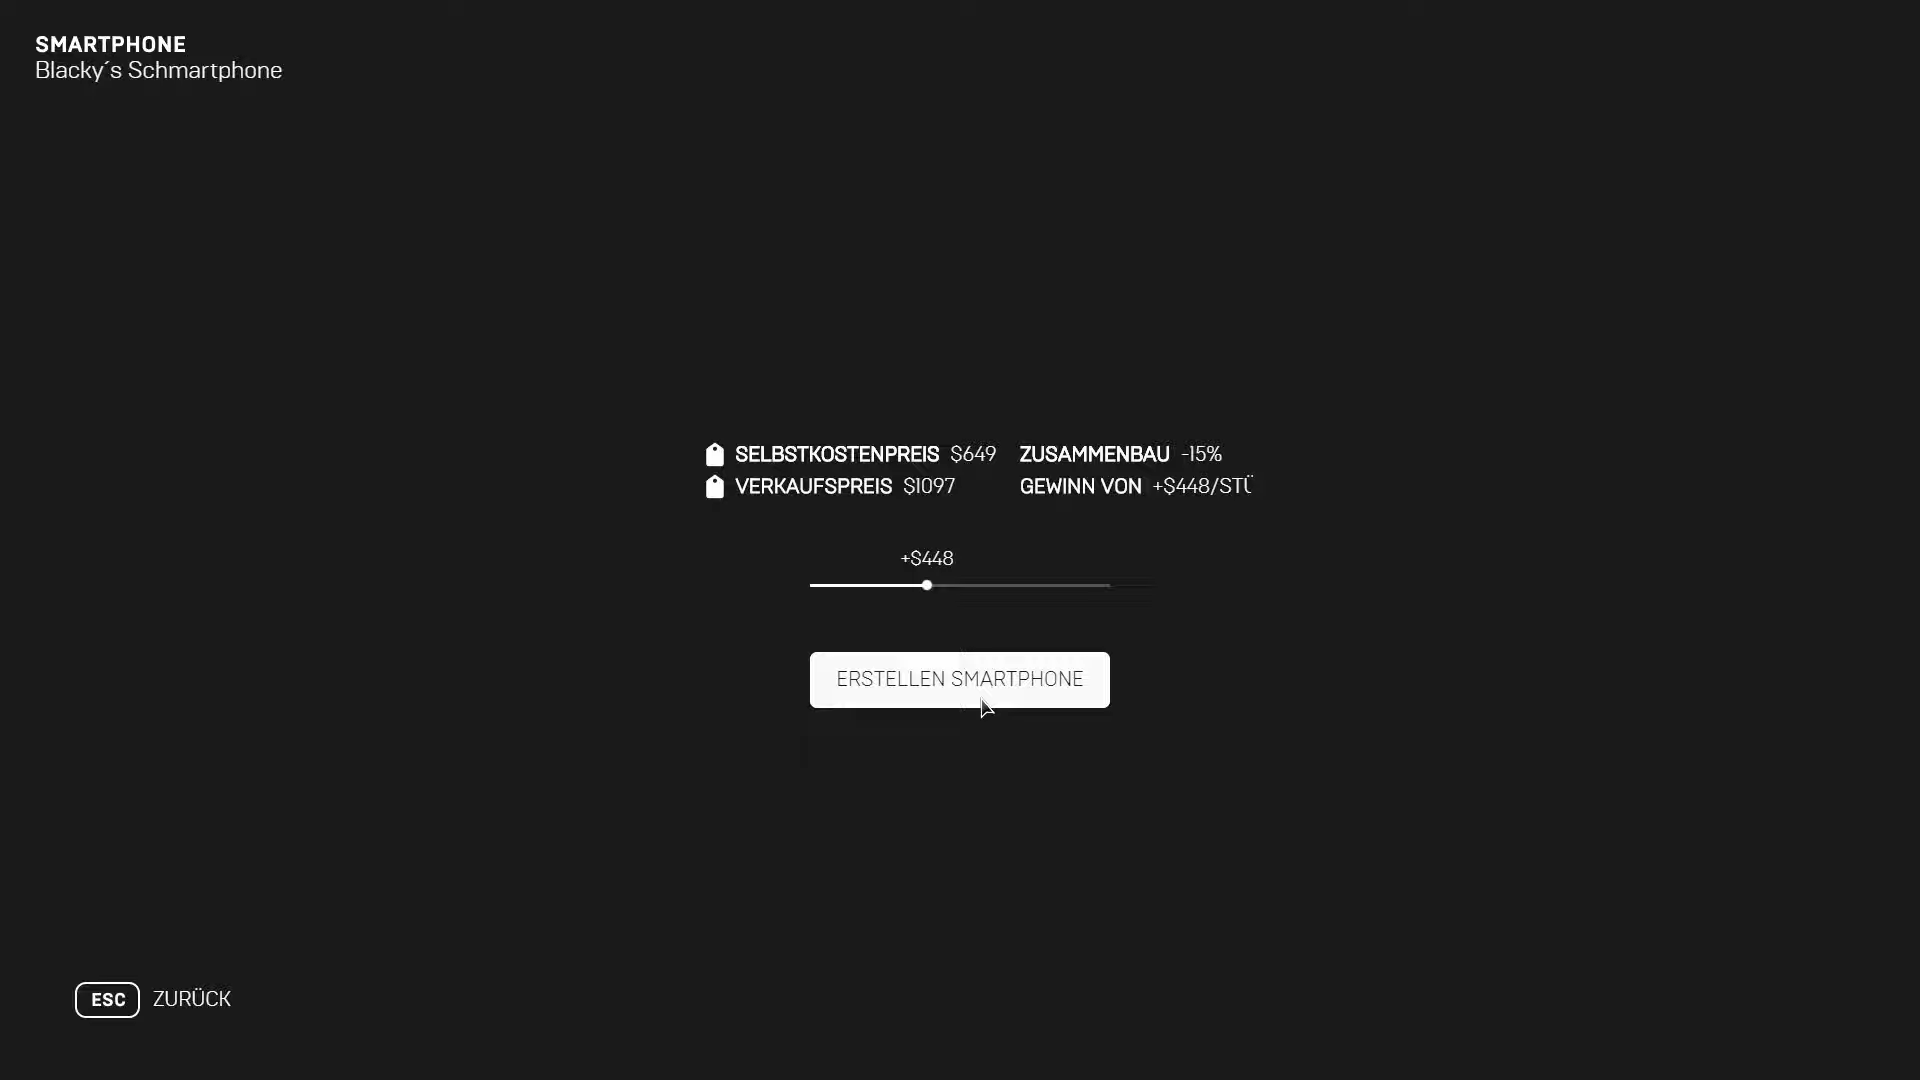 SMARTPHONE
Blacky´s Schmartphone
SELBSTKOSTENPREIS $649 ZUSAMMENBAU -15%
VERKAUFSPREIS $1097 GEWINN VON +$448/STÜ
+$448
ERSTELLEN SMARTPHONE
ESC ZURÜCK